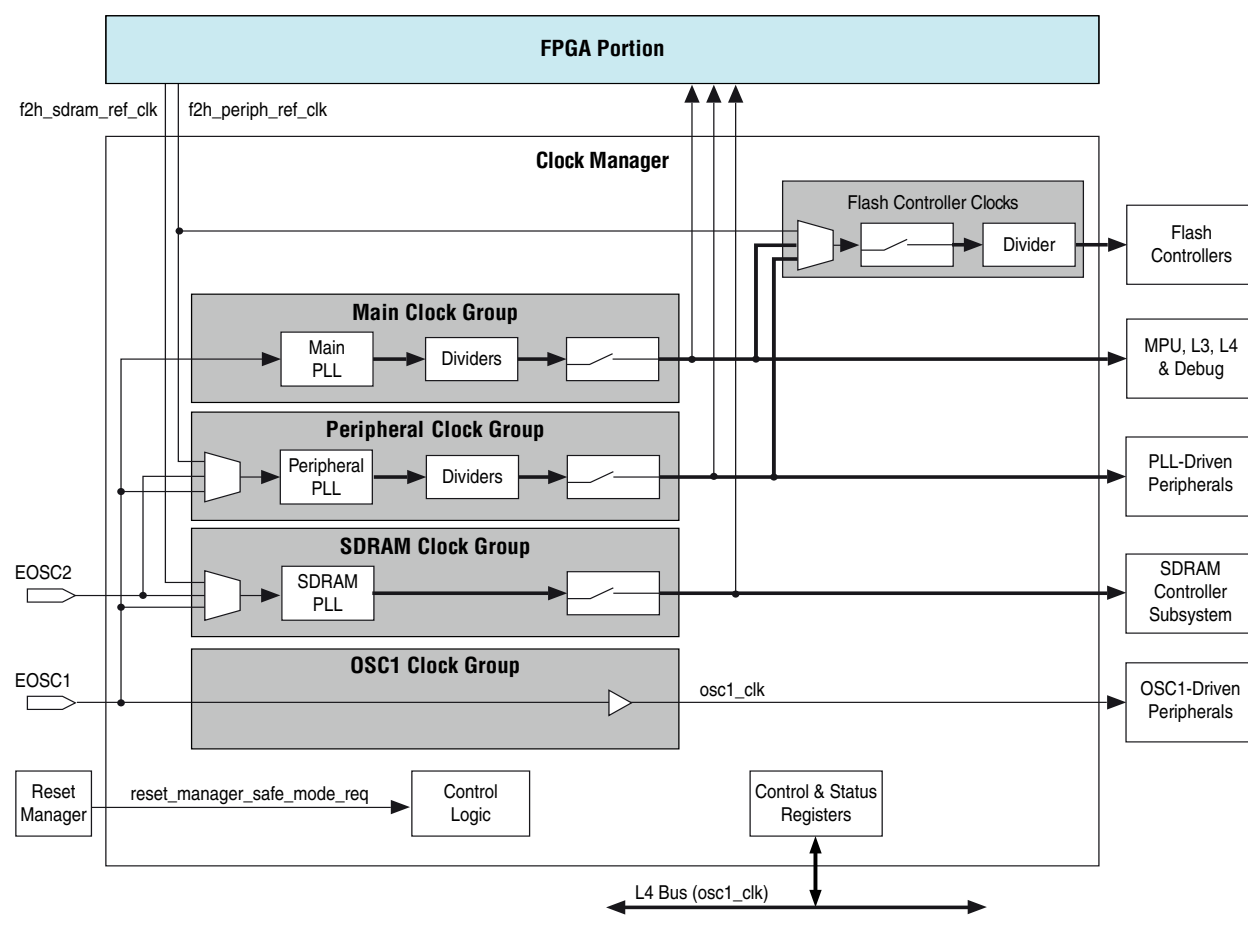 FPGA Portion
f2h_sdram_ref_clk
f2h_periph_ref_clk
Clock Manager
Flash Controller Clocks
Divider
Flash
Controllers
Main Clock Group
Main
PLL
Dividers
MPU, L3, L4
& Debug
Peripheral Clock Group
Peripheral
PLL
Dividers
PLL-Driven
Peripherals
SDRAM Clock Group
EOSC2
SDRAM
PLL
SDRAM
Controller
Subsystem
OSC1 Clock Group
EOSC1
osc1_clk
OSC1-Driven
Peripherals
Reset
Manager
reset_manager_safe_mode_req
Control
Logic
Control & Status
Registers
L4 Bus (osc1_clk)